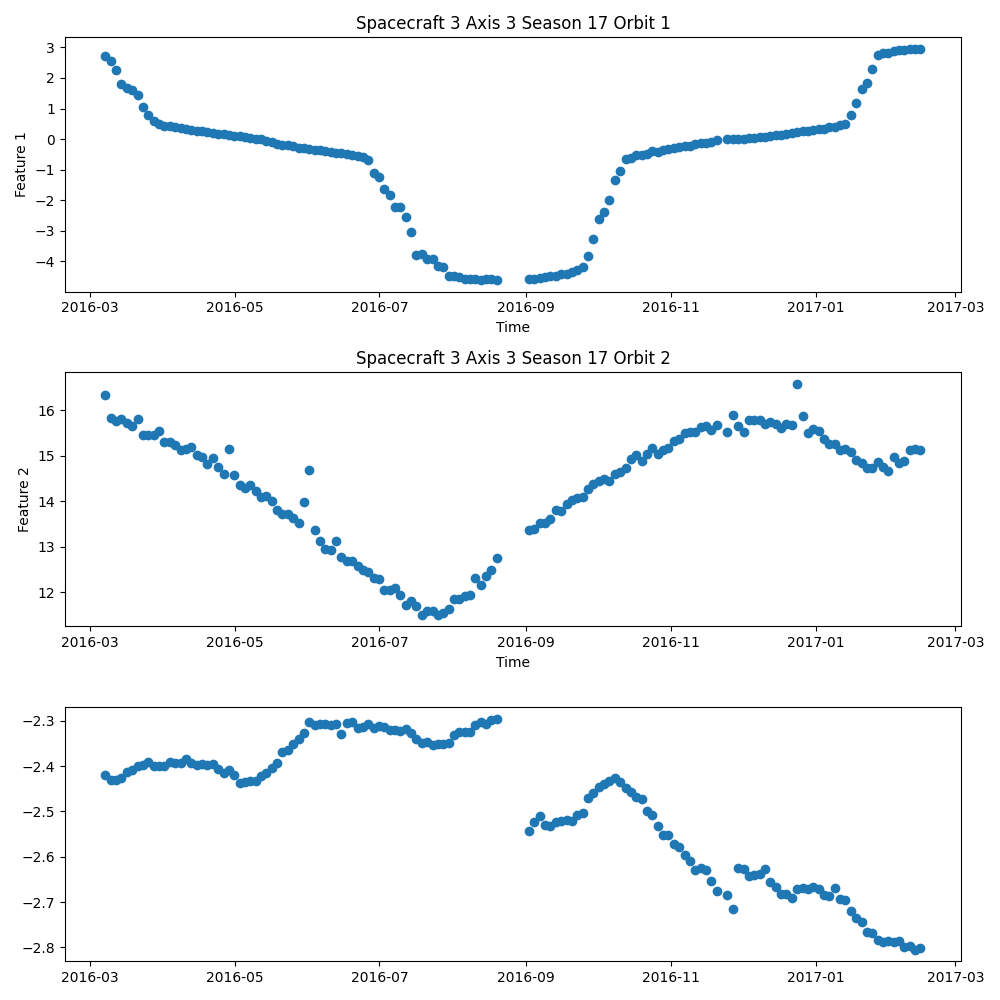 Spacecraft 3 Axis 3 Season 17 Orbit 1
3
2
1
0
−1
−2
−3
−4
Feature 1
2016-03 2016-05 2016-07 2016-09 2016-11 2017-01 2017-03
Time
Spacecraft 3 Axis 3 Season 17 Orbit 2
16
15
14
13
12
Feature 2
2016-03 2016-05 2016-07 2016-09 2016-11 2017-01 2017-03
Time
−2.3
−2.4
−2.5
−2.6
−2.7
−2.8
2016-03 2016-05 2016-07 2016-09 2016-11 2017-01 2017-03